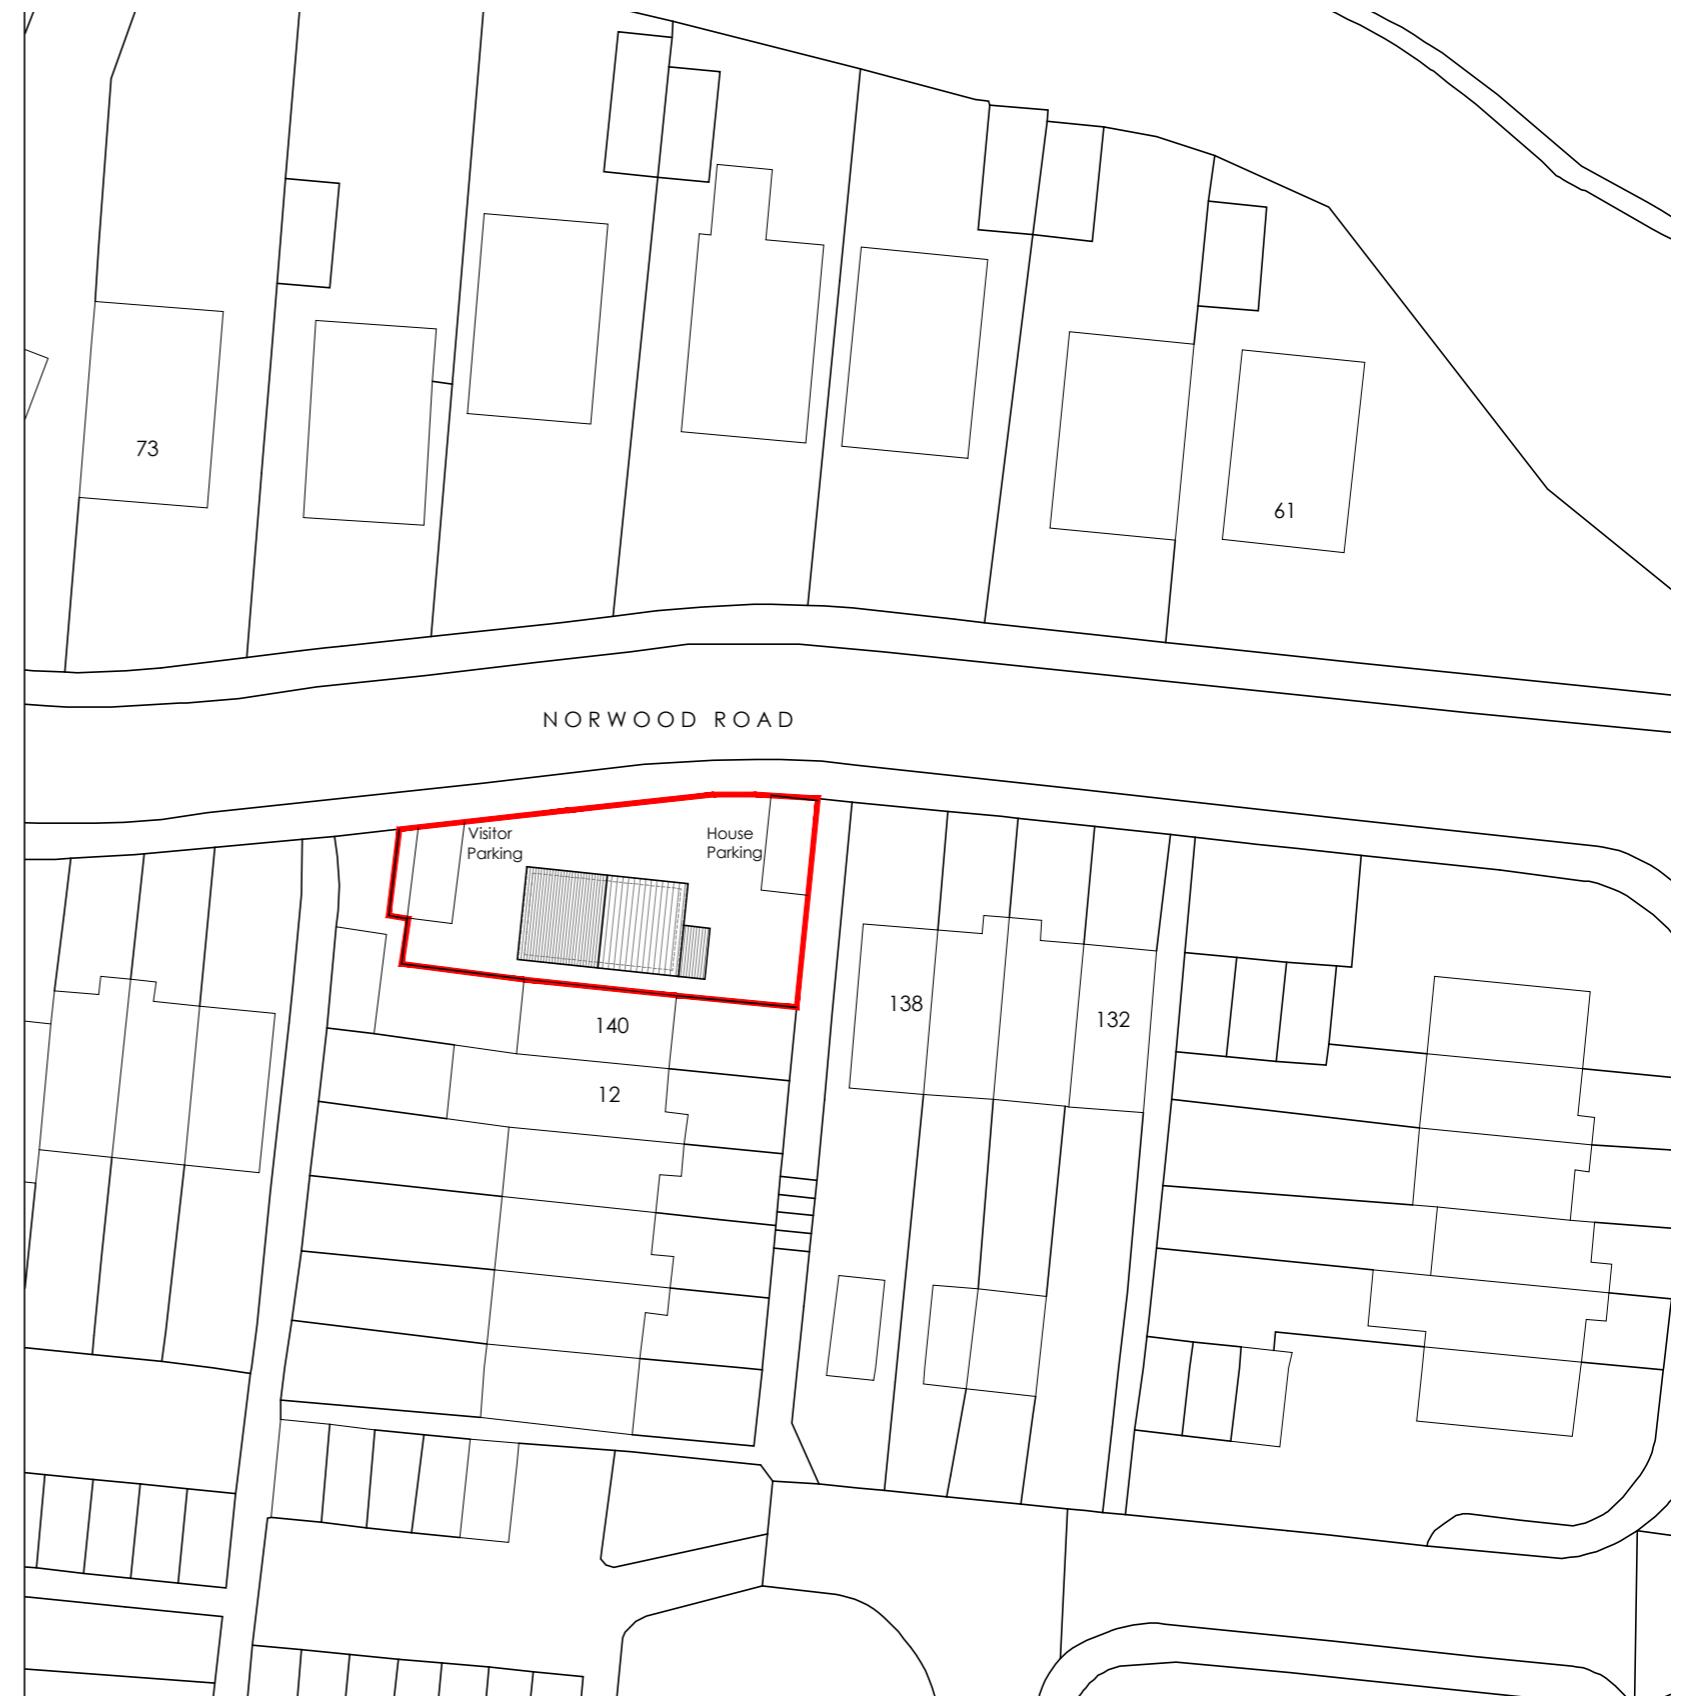 73
61
NORWOOD ROAD
Visitor
Parking
House
Parking
138
132
140
12